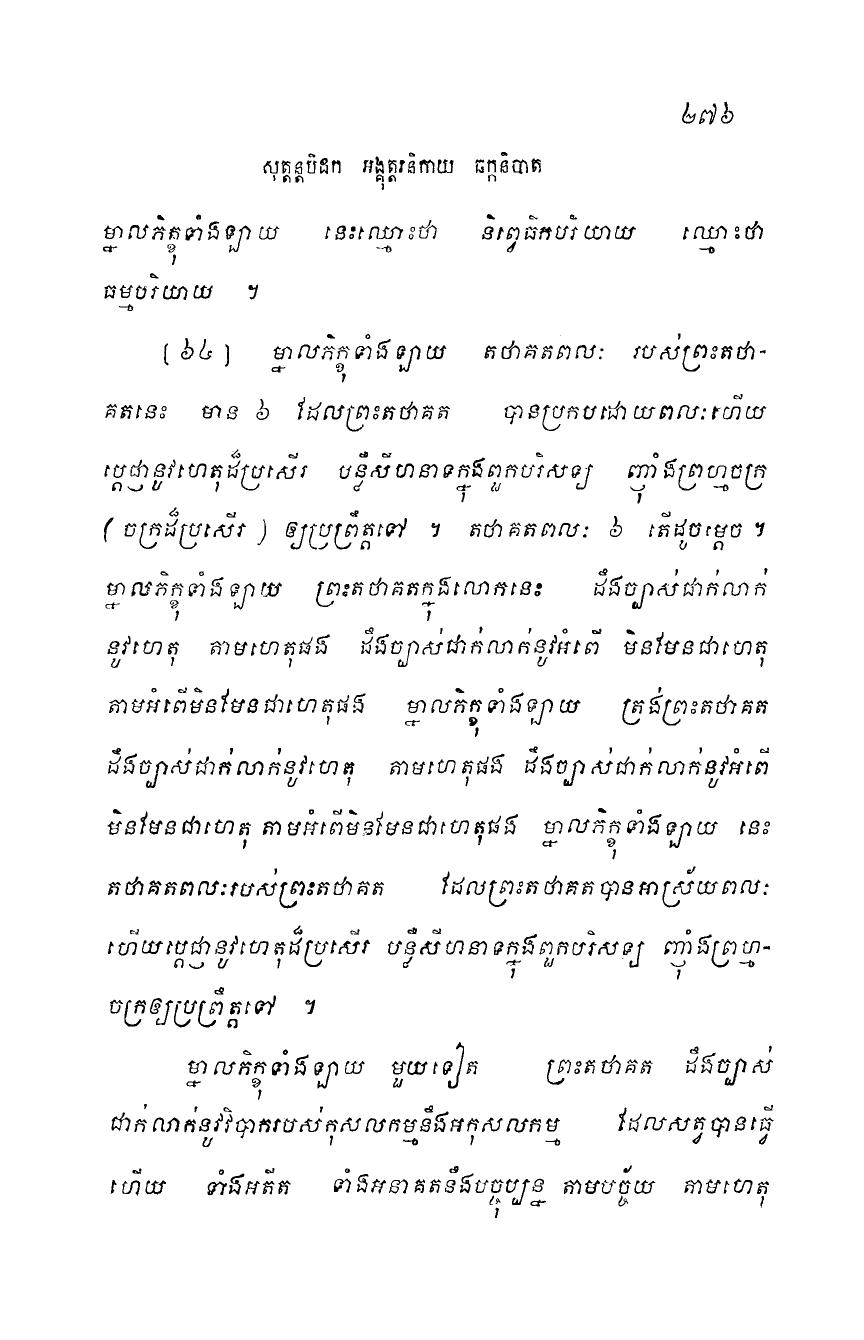 ២៧៦
សុត្តន្តបិដក អង្គុត្តរនិកាយ ឆក្កនិបាត
ម្នាលភិក្ខុទាំងឡាយ នេះឈ្មោះថា និព្វេធិកបរិយាយ ឈ្មោះថា
ធម្មបរិយាយ ។
[ ៦៤ ] ម្នាលភិក្ខុទាំងឡាយ តថាគតពលៈ របស់ព្រះតថា-
គតនេះ មាន ៦ ដែលព្រះតថាគត បានប្រកបដោយពលៈហើយ
ប្តេជ្ញានូវហេតុដ៏ប្រសើរ បន្លឺសីហនាទក្នុងពួកបរិសទ្យ ញ៉ាំងព្រហ្មចក្រ
( ចក្រដ៏ប្រសើរ ) ឲ្យប្រព្រឹត្តទៅ ។ តថាគតពលៈ ៦ តើដូចម្តេច ។
ម្នាលភិក្ខុទាំងឡាយ ព្រះតថាគតក្នុងលោកនេះ ដឹងច្បាស់ជាក់លាក់
នូវហេតុ តាមហេតុផង ដឹងច្បាស់ជាក់លាក់នូវអំពើ មិនមែនជាហេតុ
តាមអំពើមិនមែនជាហេតុផង ម្នាលភិក្ខុទាំងឡាយ ត្រង់ព្រះតថាគត
ដឹងច្បាស់ជាក់លាក់នូវហេតុ តាមហេតុផង ដឹងច្បាស់ជាក់លាក់នូវអំពើ
មិនមែនជាហេតុ តាមអំពើមិនមែនជាហេតុផង ម្នាលភិក្ខុទាំងឡាយ នេះ
តថាគតពលៈរបស់ព្រះតថាគត ដែលព្រះតថាគតបានអាស្រ័យពលៈ
ហើយប្តេជ្ញានូវហេតុដ៏ប្រសើរ បន្លឺសីហនាទក្នុងពួកបរិសទ្យ ញ៉ាំងព្រហ្ម-
ចក្រឲ្យប្រព្រឹត្តទៅ ។
ម្នាលភិក្ខុទាំងឡាយ មួយទៀត ព្រះតថាគត ដឹងច្បាស់
ជាក់លាក់នូវវិបាករបស់កុសលកម្មនឹងអកុសលកម្ម ដែលសត្វបានធ្វើ
ហើយ ទាំងអតីត ទាំងអនាគតនឹងបច្ចុប្បន្ន តាមបច្ច័យ តាមហេតុ